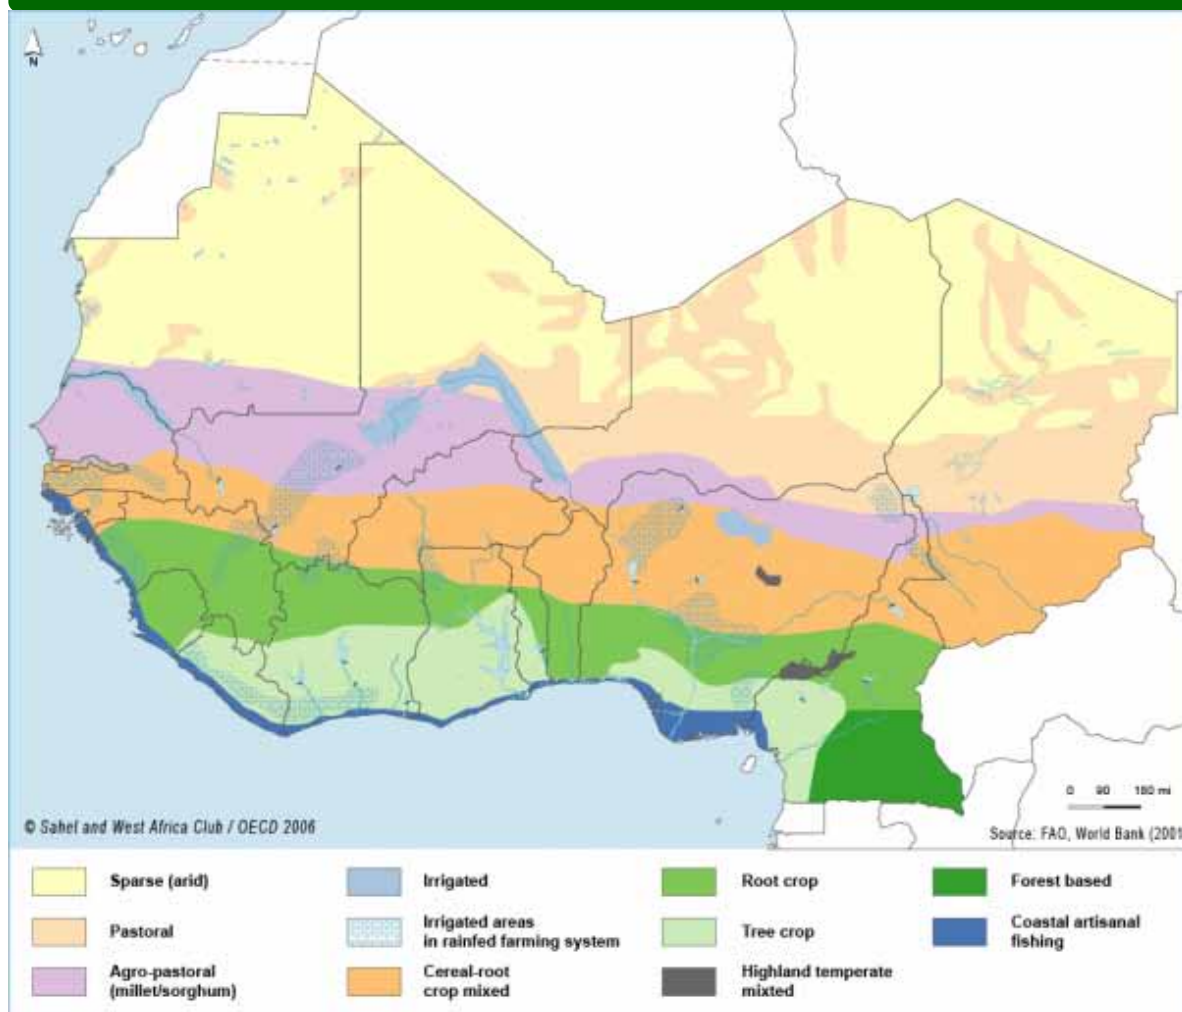 N
0 90 180 mi
© Sahel and West Africa Club / OECD 2006
Source: FAO, World Bank (2001
Sparse (arid)
Pastoral
Agro-pastoral
(millet/sorghum)
Irrigated
Irrigated areas
in rainfed farming system
Cereal-root
crop mixed
Root crop
Tree crop
Highland temperate
mixted
Forest based
Coastal artisanal
fishing